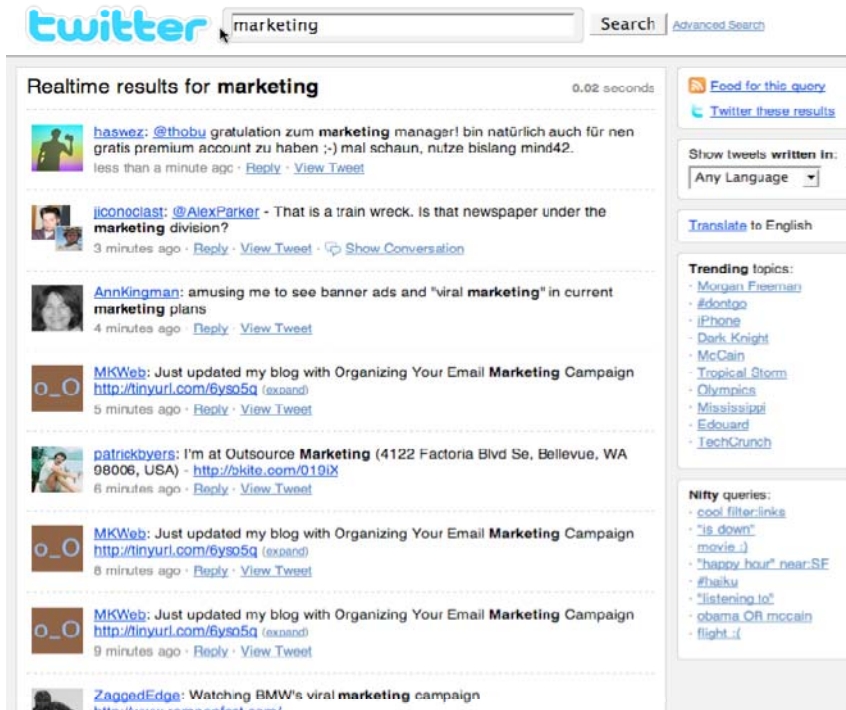 twitter
marketing
Search
Advanced Search
Realtime results for marketing
0.02 seconds
haswez: @thobu gratulation zum marketing manager! bin natürlich auch für nen
gratis premium account zu haben ;-) mal schaun, nutze bislang mind42.
less than a minute ago · Reply · View Tweet
jiconoclast: @AlexParker - That is a train wreck. Is that newspaper under the
marketing division?
3 minutes ago · Reply · View Tweet · Show Conversation
AnnKingman: amusing me to see banner ads and "viral marketing" in current
marketing plans
4 minutes ago · Reply · View Tweet
o_O
MKWeb: Just updated my blog with Organizing Your Email Marketing Campaign
http://tinyurl.com/6yso5q (expand)
5 minutes ago · Reply · View Tweet
patrickbyers: I'm at Outsource Marketing (4122 Factoria Blvd Se, Bellevue, WA
98006, USA) - http://bkite.com/019iX
6 minutes ago · Reply · View Tweet
o_O
MKWeb: Just updated my blog with Organizing Your Email Marketing Campaign
http://tinyurl.com/6yso5q (expand)
8 minutes ago · Reply · View Tweet
o_O
MKWeb: Just updated my blog with Organizing Your Email Marketing Campaign
http://tinyurl.com/6yso5q (expand)
9 minutes ago · Reply · View Tweet
ZaggedEdge: Watching BMW's viral marketing campaign
Feed for this query
Twitter these results
Show tweets written in:
Any Language
Translate to English
Trending topics:
· Morgan Freeman
· #dontgo
· iPhone
· Dark Knight
· McCain
· Tropical Storm
· Olympics
· Mississippi
· Edouard
· TechCrunch
Nifty queries:
· cool filter:links
· "is down"
· movie :)
· "happy hour" near:SF
· #haiku
· "listening to"
· obama OR mccain
· flight :(